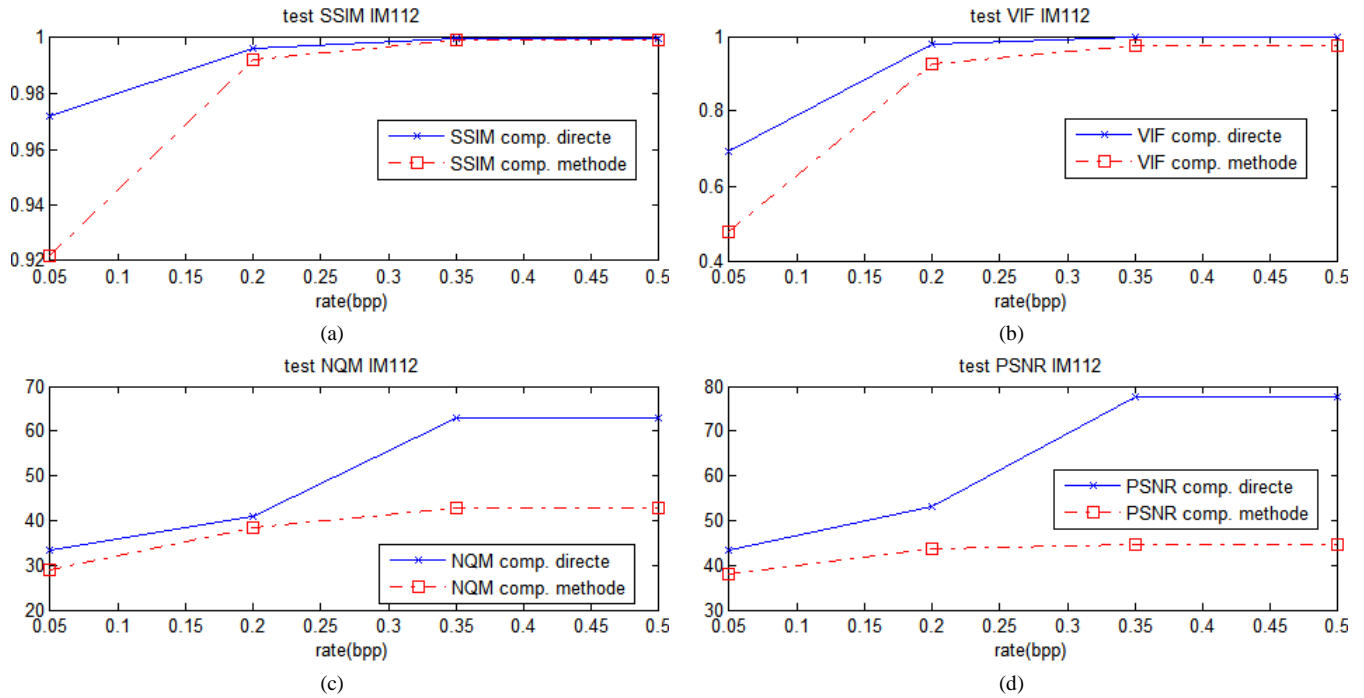 test SSIM IM112
1
0.98
0.96
0.94
0.92
SSIM comp. directe
SSIM comp. methode
0.05 0.1 0.15 0.2 0.25 0.3 0.35 0.4 0.45 0.5
rate(bpp)
(a)
test VIF IM112
1
0.8
0.6
0.4
VIF comp. directe
VIF comp. methode
0.05 0.1 0.15 0.2 0.25 0.3 0.35 0.4 0.45 0.5
rate(bpp)
(b)
test NQM IM112
70
60
50
40
30
20
NQM comp. directe
NQM comp. methode
0.05 0.1 0.15 0.2 0.25 0.3 0.35 0.4 0.45 0.5
rate(bpp)
(c)
test PSNR IM112
80
70
60
50
40
30
PSNR comp. directe
PSNR comp. methode
0.05 0.1 0.15 0.2 0.25 0.3 0.35 0.4 0.45 0.5
rate(bpp)
(d)